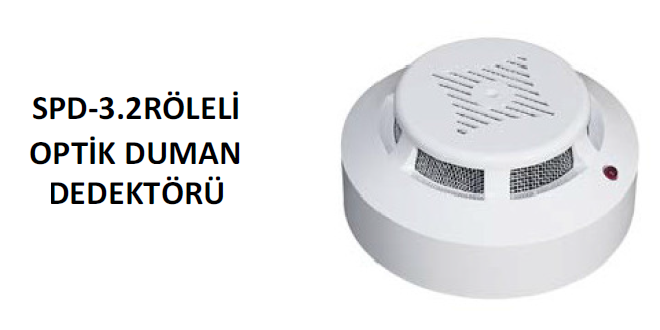 SPD-3.2RÖLELİ
OPTİK DUMAN
DEDEKTÖRÜ